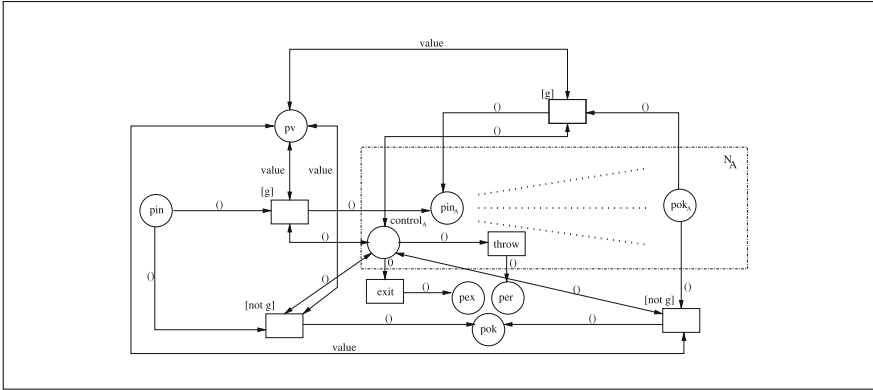 value
[g]
()
()
()
pv
value
value
N_A
[g]
pin
()
()
pin_A
pok_A
control_A
()
()
throw
()
()
()
()
exit
()
pex
per
()
[not g]
[not g]
()
()
()
pok
value